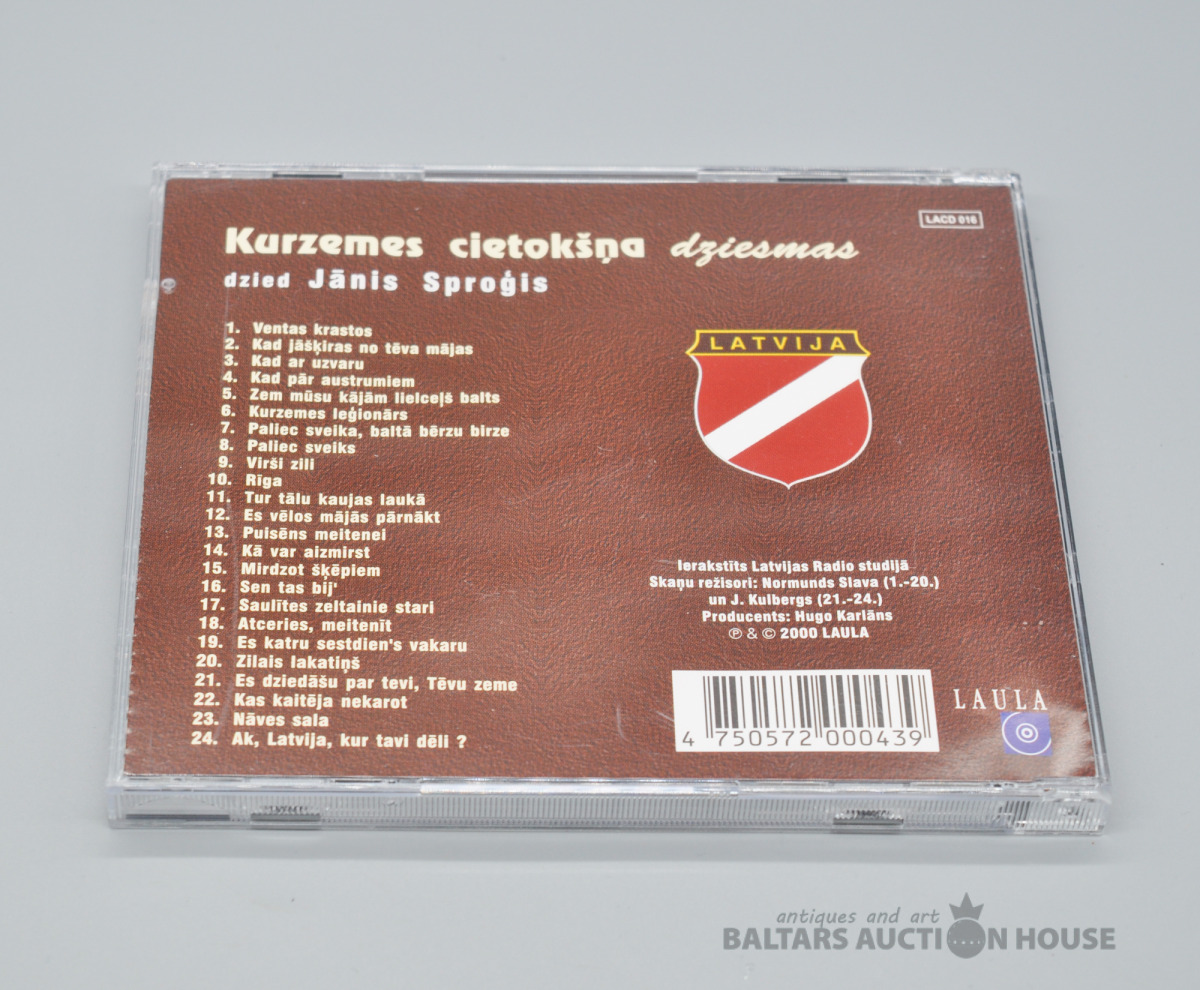 LACD 016
Kurzemes cietokšņa dziesmas
dzied Jānis Sproģis
1. Ventas krastos
2. Kad jāšķiras no tēva mājas
3. Kad ar uzvaru
4. Kad pār austrumiem
5. Zem mūsu kājām lielceļš balts
6. Kurzemes leģionārs
7. Paliec sveika, baltā bērzu birze
8. Paliec sveiks
9. Virši zili
10. Rīga
11. Tur tālu kaujas laukā
12. Es vēlos mājās pārnākt
13. Puisēns meitenei
14. Kā var aizmirst
15. Mirdzot šķēpiem
16. Sen tas bij'
17. Saulītes zeltainie stari
18. Atceries, meitenīt
19. Es katru sestdien's vakaru
20. Zilais lakatiņš
21. Es dziedāšu par tevi, Tēvu zeme
22. Kas kaitēja nekarot
23. Nāves sala
24. Ak, Latvija, kur tavi dēli ?
LATVIJA
Ierakstīts Latvijas Radio studijā
Skaņu režisori: Normunds Slava (1.-20.)
un J. Kulbergs (21.-24.)
Producents: Hugo Karlāns
℗ & © 2000 LAULA
4 750572 000439
LAULA
antiques and art
BALTARS AUCTION HOUSE